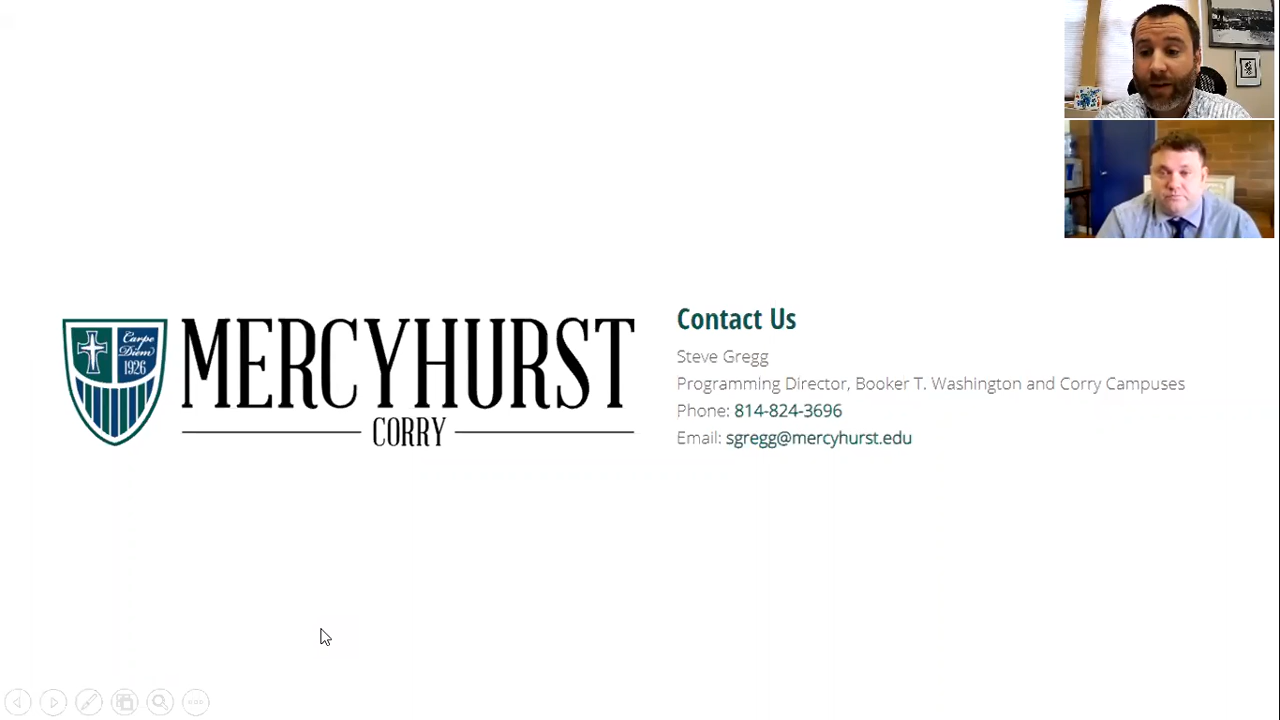 Carpe
Diem
1926
MERCYHURST
CORRY
Contact Us
Steve Gregg
Programming Director, Booker T. Washington and Corry Campuses
Phone: 814-824-3696
Email: sgregg@mercyhurst.edu